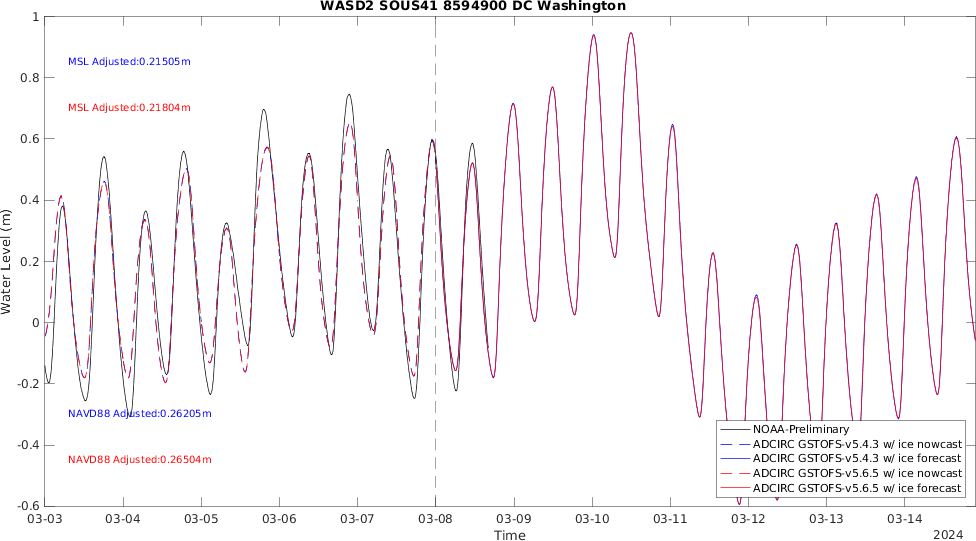 WASD2 SOUS41 8594900 DC Washington
1
0.8
0.6
0.4
0.2
0
-0.2
-0.4
-0.6
Water Level (m)
MSL Adjusted:0.21505m
MSL Adjusted:0.21804m
NAVD88 Adjusted:0.26205m
NAVD88 Adjusted:0.26504m
NOAA-Preliminary
ADCIRC GSTOFS-v5.4.3 w/ ice nowcast
ADCIRC GSTOFS-v5.4.3 w/ ice forecast
ADCIRC GSTOFS-v5.6.5 w/ ice nowcast
ADCIRC GSTOFS-v5.6.5 w/ ice forecast
03-03 03-04 03-05 03-06 03-07 03-08 03-09 03-10 03-11 03-12 03-13 03-14
Time
2024